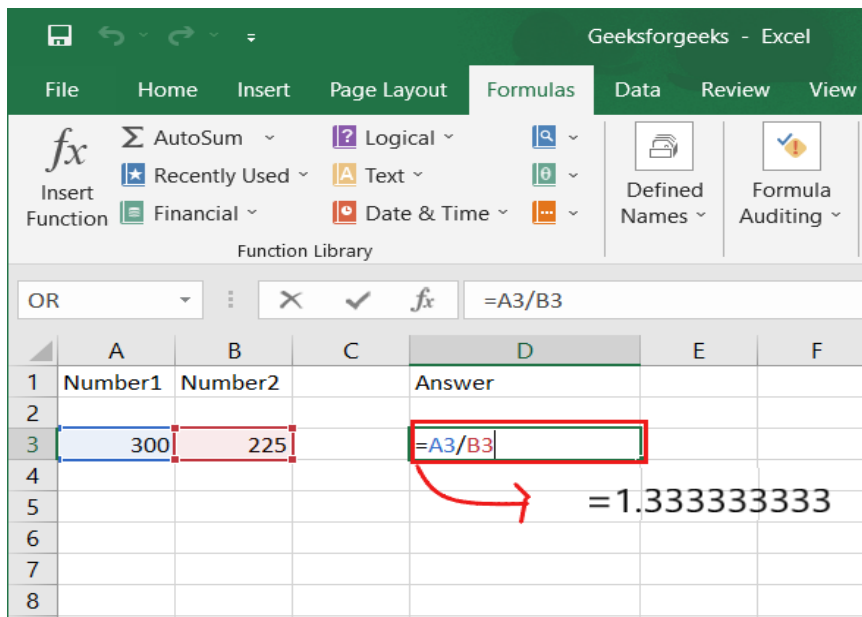 Geeksforgeeks - Excel
File Home Insert Page Layout Formulas Data Review View
fx Insert Function
Σ AutoSum
Recently Used
Financial
? Logical
A Text
Date & Time
θ
Defined Names
Formula Auditing
Function Library
OR fx =A3/B3
A B C D E F
1 Number1 Number2 Answer
2
3 300 225 =A3/B3
4
=1.333333333
5
6
7
8